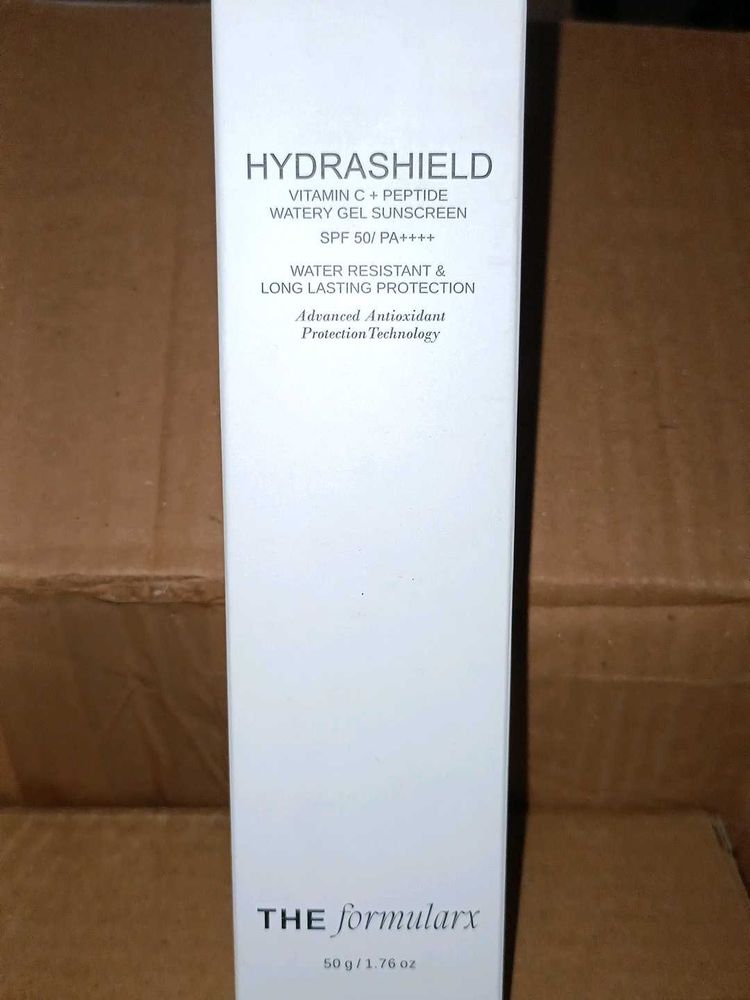 HYDRASHIELD
VITAMIN C + PEPTIDE
WATERY GEL SUNSCREEN
SPF 50/ PA++++
WATER RESISTANT &
LONG LASTING PROTECTION
Advanced Antioxidant
Protection Technology
THE formularx
50 g / 1.76 oz